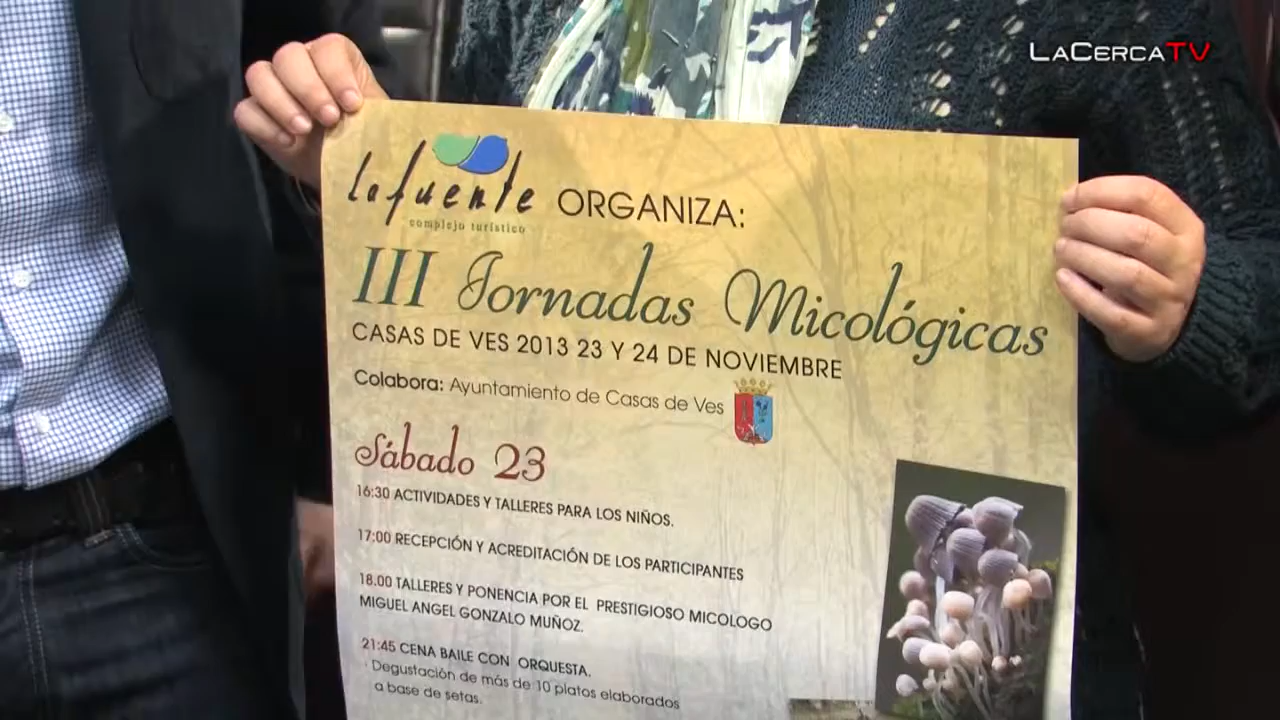 LACERCATV
lafuente
complejo turístico
ORGANIZA:
III Jornadas Micológicas
CASAS DE VES 2013 23 Y 24 DE NOVIEMBRE
Colabora: Ayuntamiento de Casas de Ves
Sábado 23
16:30 ACTIVIDADES Y TALLERES PARA LOS NIÑOS.
17:00 RECEPCIÓN Y ACREDITACIÓN DE LOS PARTICIPANTES
18.00 TALLERES Y PONENCIA POR EL PRESTIGIOSO MICOLOGO
MIGUEL ANGEL GONZALO MUÑOZ.
21:45 CENA BAILE CON ORQUESTA.
· Degustación de más de 10 platos elaborados
a base de setas.